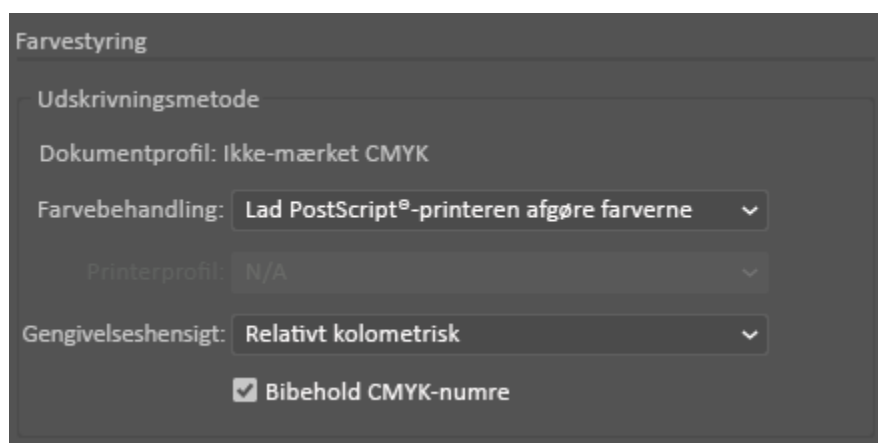 Farvestyring
Udskrivningsmetode
Dokumentprofil: Ikke-mærket CMYK
Farvebehandling: Lad PostScript®-printeren afgøre farverne
Printerprofil: N/A
Gengivelseshensigt: Relativt kolometrisk
Bibehold CMYK-numre